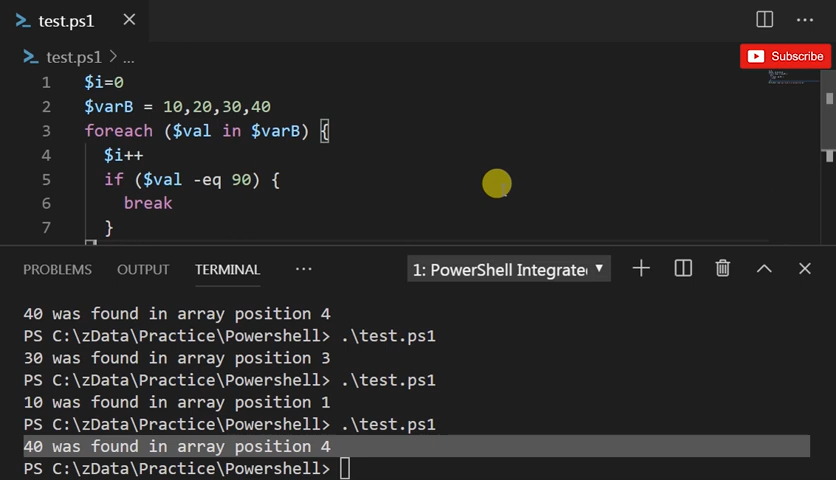 test.ps1
Subscribe
test.ps1 > ...
1 $i=0
2 $varB = 10,20,30,40
3 foreach ($val in $varB) {
4 $i++
5 if ($val -eq 90) {
6 break
7 }
PROBLEMS OUTPUT TERMINAL ... 1: PowerShell Integrate
40 was found in array position 4
PS C:\zData\Practice\Powershell> .\test.ps1
30 was found in array position 3
PS C:\zData\Practice\Powershell> .\test.ps1
10 was found in array position 1
PS C:\zData\Practice\Powershell> .\test.ps1
40 was found in array position 4
PS C:\zData\Practice\Powershell>